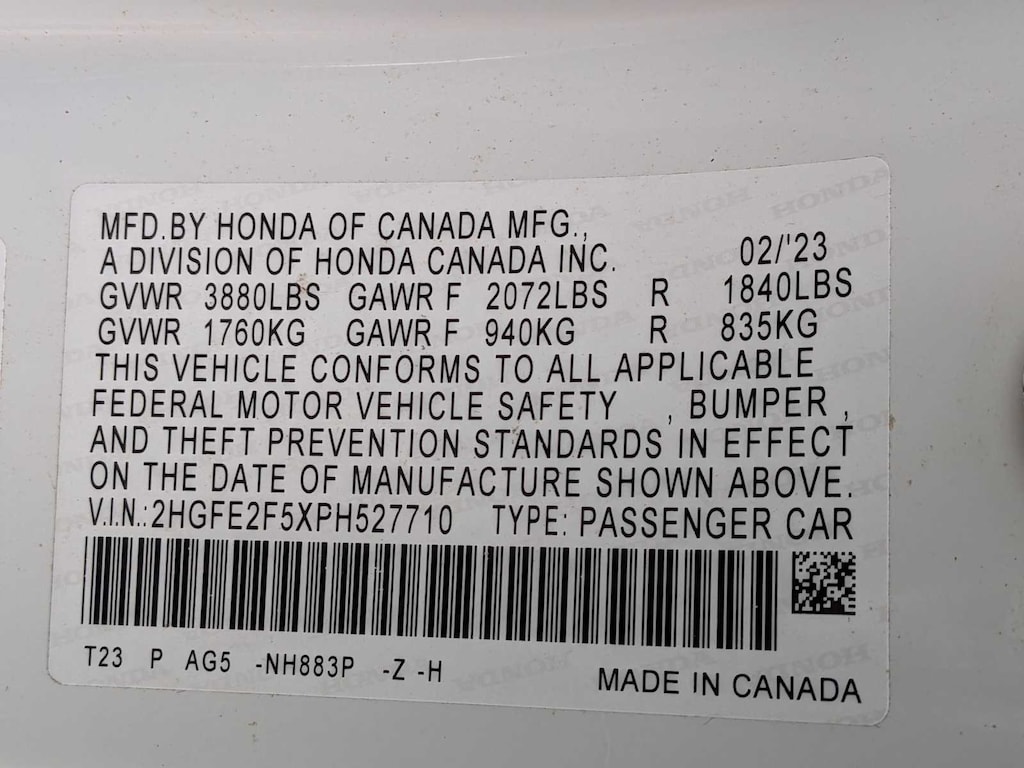 MFD.BY HONDA OF CANADA MFG.,
A DIVISION OF HONDA CANADA INC. 02/'23
GVWR 3880LBS GAWR F 2072LBS R 1840LBS
GVWR 1760KG GAWR F 940KG R 835KG
THIS VEHICLE CONFORMS TO ALL APPLICABLE
FEDERAL MOTOR VEHICLE SAFETY , BUMPER ,
AND THEFT PREVENTION STANDARDS IN EFFECT
ON THE DATE OF MANUFACTURE SHOWN ABOVE.
V.I.N.:2HGFE2F5XPH527710 TYPE: PASSENGER CAR
T23 P AG5 -NH883P -Z -H
MADE IN CANADA